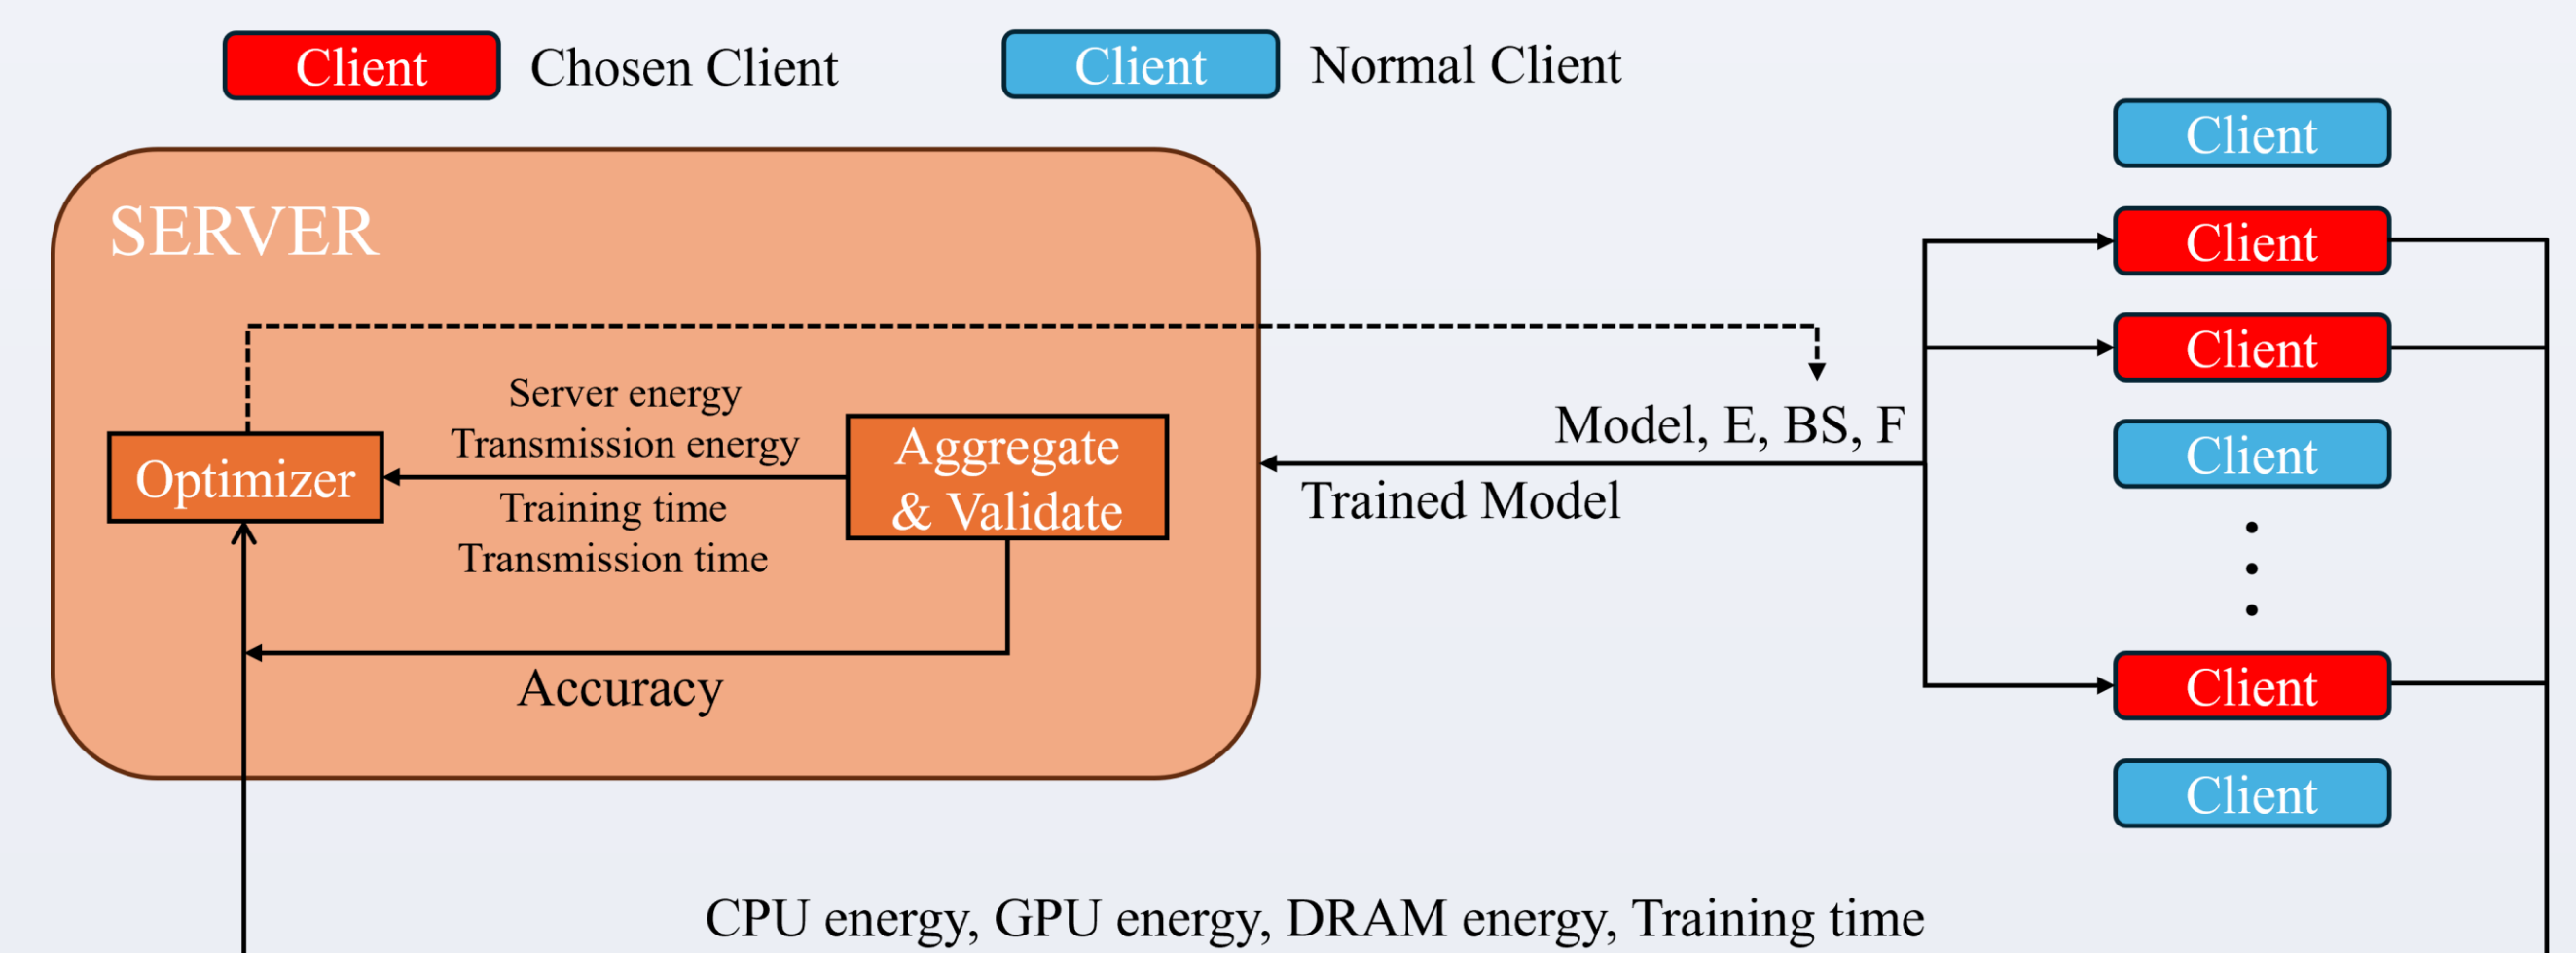 Client Chosen Client
Client Normal Client
SERVER
Optimizer
Server energy
Transmission energy
Training time
Transmission time
Aggregate
& Validate
Accuracy
Model, E, BS, F
Trained Model
Client
Client
Client
Client
Client
Client
CPU energy, GPU energy, DRAM energy, Training time